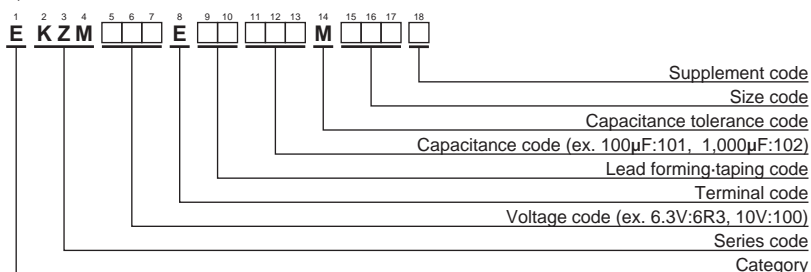 1 2 3 4 5 6 7 8 9 10 11 12 13 14 15 16 17 18
E K Z M □ □ □ E □ □ □ □ □ M □ □ □ □
Supplement code
Size code
Capacitance tolerance code
Capacitance code (ex. 100µF:101, 1,000µF:102)
Lead forming·taping code
Terminal code
Voltage code (ex. 6.3V:6R3, 10V:100)
Series code
Category